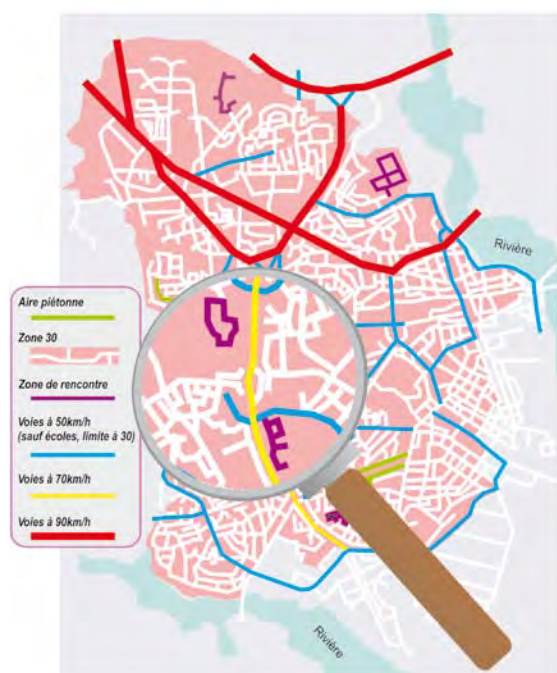 Rivière
Aire piétonne
Zone 30
Zone de rencontre
Voies à 50km/h
(sauf écoles, limite à 30)
Voies à 70km/h
Voies à 90km/h
Rivière